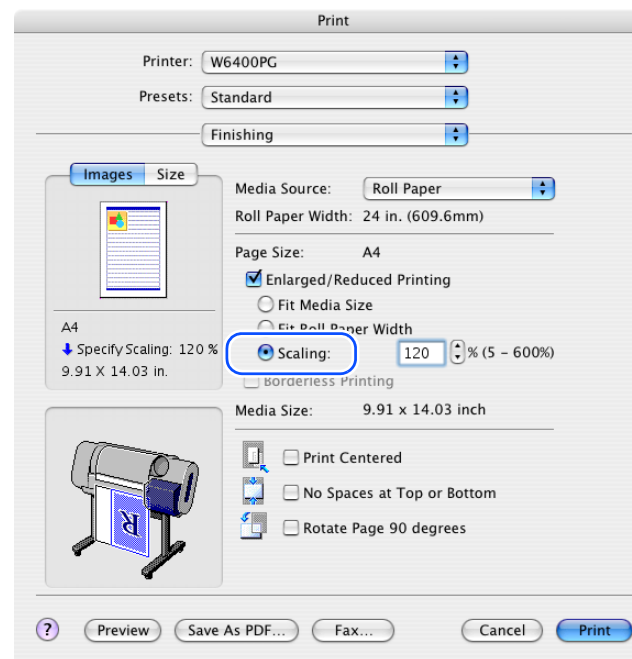 Print
Printer: W6400PG
Presets: Standard
Finishing
Images Size
Media Source: Roll Paper
Roll Paper Width: 24 in. (609.6mm)
Page Size: A4
Enlarged/Reduced Printing
Fit Media Size
Fit Roll Paper Width
Scaling: 120 % (5 - 600%)
Borderless Printing
Media Size: 9.91 x 14.03 inch
A4
Specify Scaling: 120 %
9.91 X 14.03 in.
Print Centered
No Spaces at Top or Bottom
Rotate Page 90 degrees
R
? Preview Save As PDF... Fax... Cancel Print